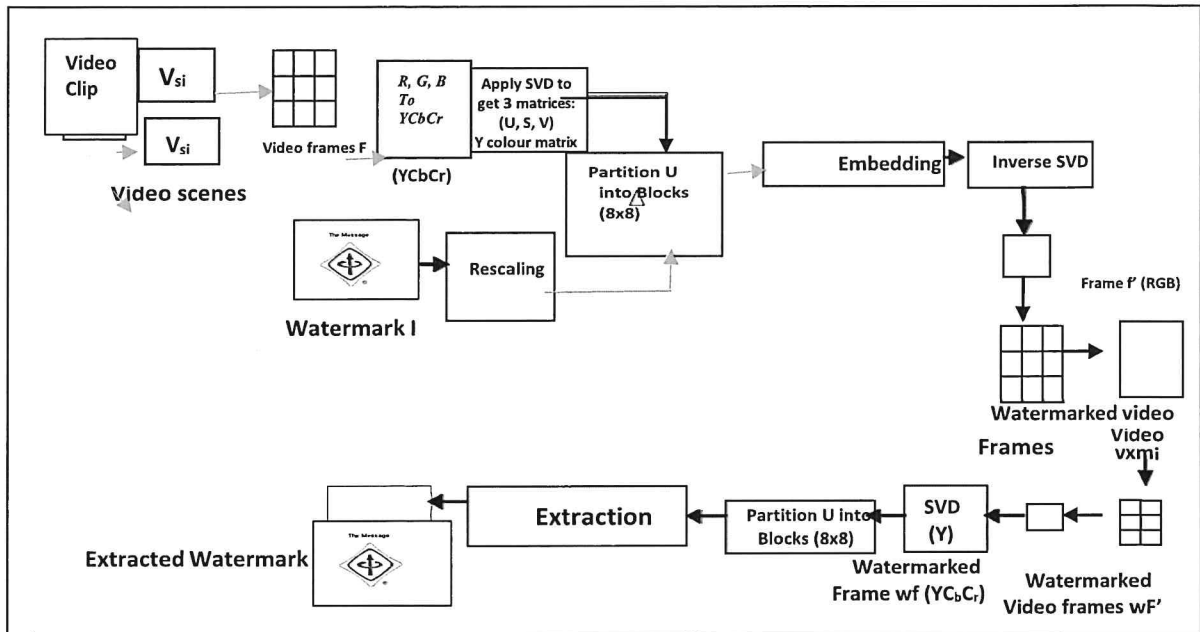 Video
Clip
Vsi
Vsi
Video scenes
Video frames F
R, G, B
To
YCbCr
(YCbCr)
Apply SVD to
get 3 matrices:
(U, S, V)
Y colour matrix
Partition U
into Blocks
(8x8)
Embedding
Inverse SVD
The Message
Watermark I
Rescaling
Frame f' (RGB)
Watermarked video
Frames
Video
vxmi
Extraction
Partition U into
Blocks (8x8)
SVD
(Y)
The Message
Extracted Watermark
Watermarked
Frame wf (YCbCr)
Watermarked
Video frames wF'